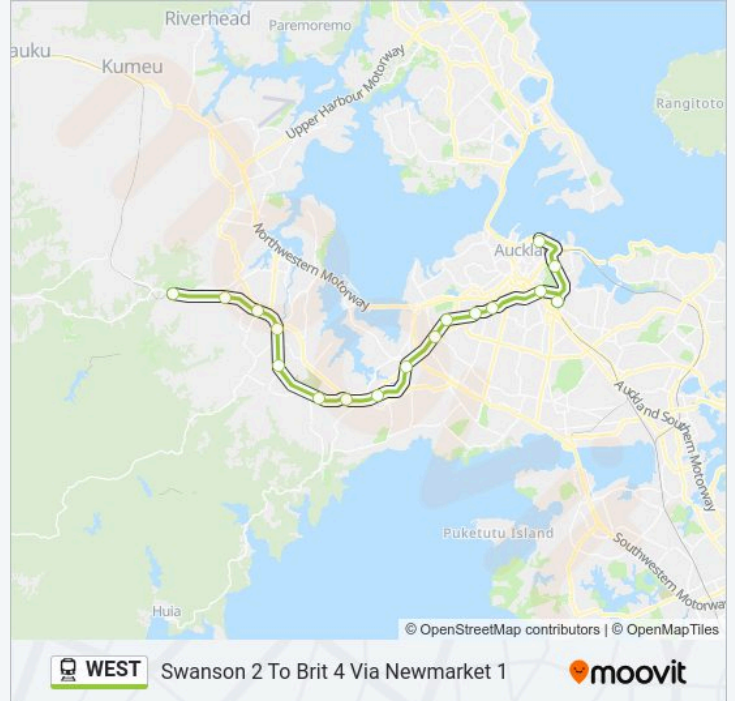 Riverhead
Paremoremo
auku
Kumeu
Upper Harbour Motorway
Rangitoto
Northwestern Motorway
Auckla
Auckland Southern Motorway
Puketutu Island
Southwestern Motorway
Huia
© OpenStreetMap contributors | © OpenMapTiles
WEST Swanson 2 To Brit 4 Via Newmarket 1 moovit